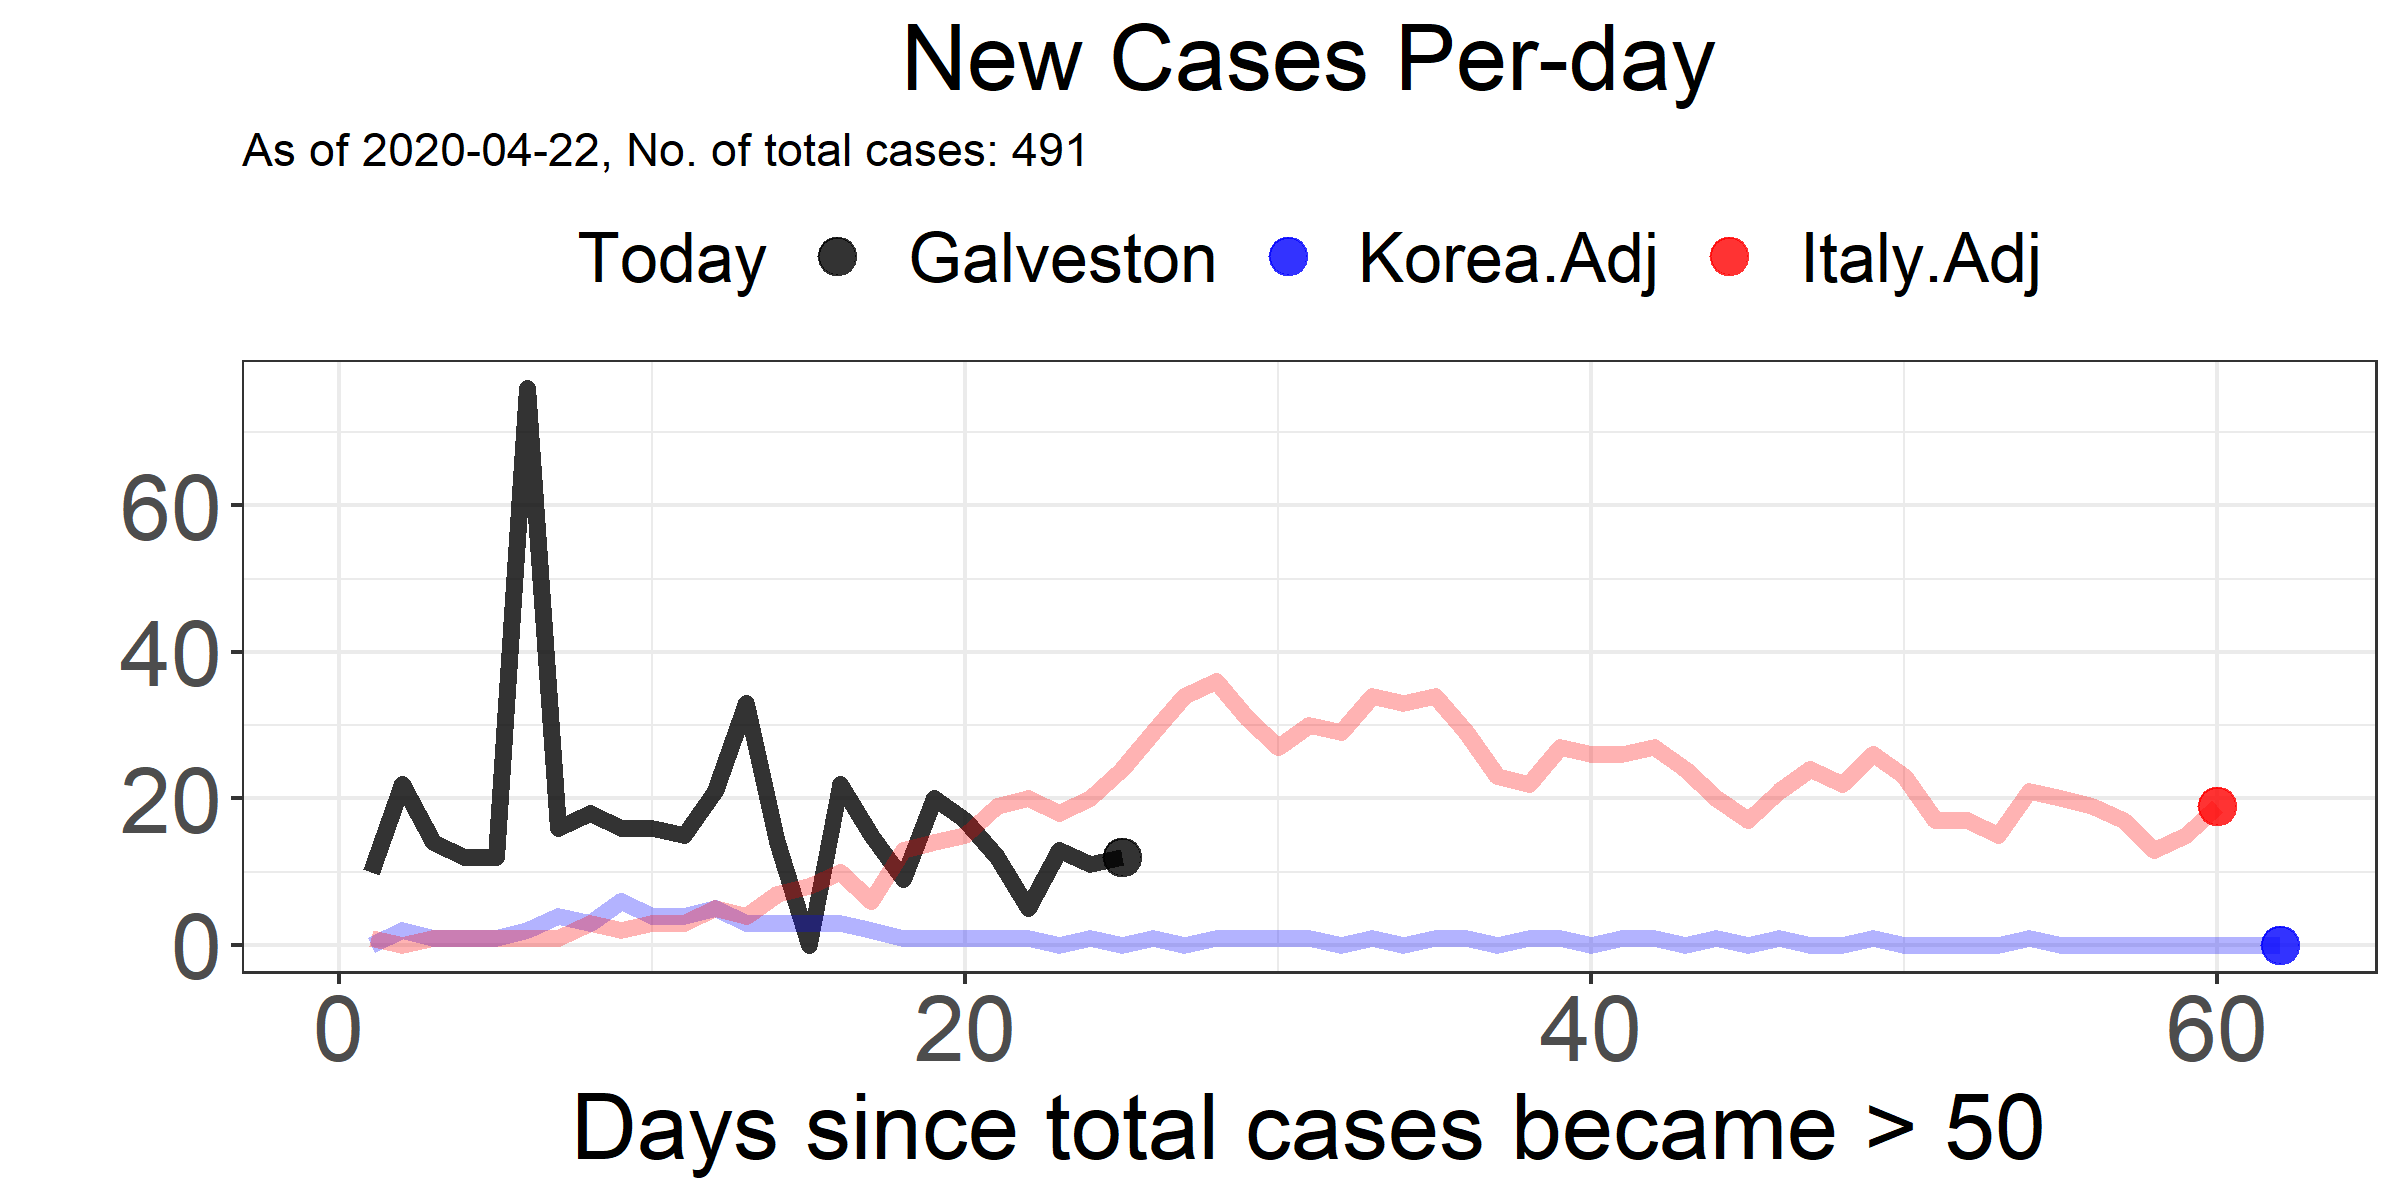 New Cases Per-day
As of 2020-04-22, No. of total cases: 491
Today Galveston Korea.Adj Italy.Adj
60
40
20
0
0 20 40 60
Days since total cases became > 50